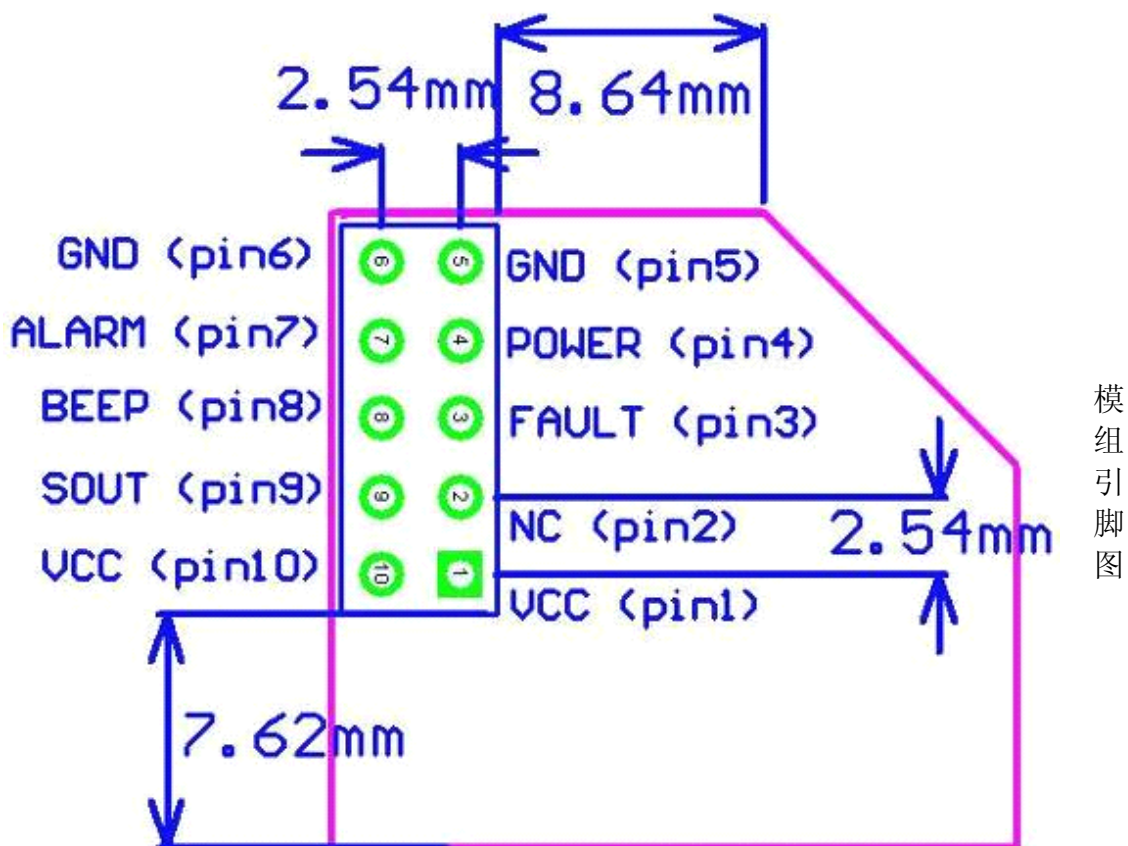 2.54mm
8.64mm
GND (pin6)
GND (pin5)
ALARM (pin7)
POWER (pin4)
BEEP (pin8)
FAULT (pin3)
SOUT (pin9)
NC (pin2)
VCC (pin10)
VCC (pin1)
6
5
7
4
8
3
9
2
10
1
2.54mm
7.62mm
模组引脚图